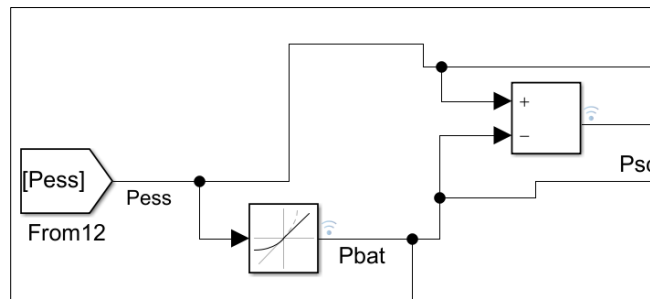 +
−
[Pess]
Pess
From12
Pbat
Psc